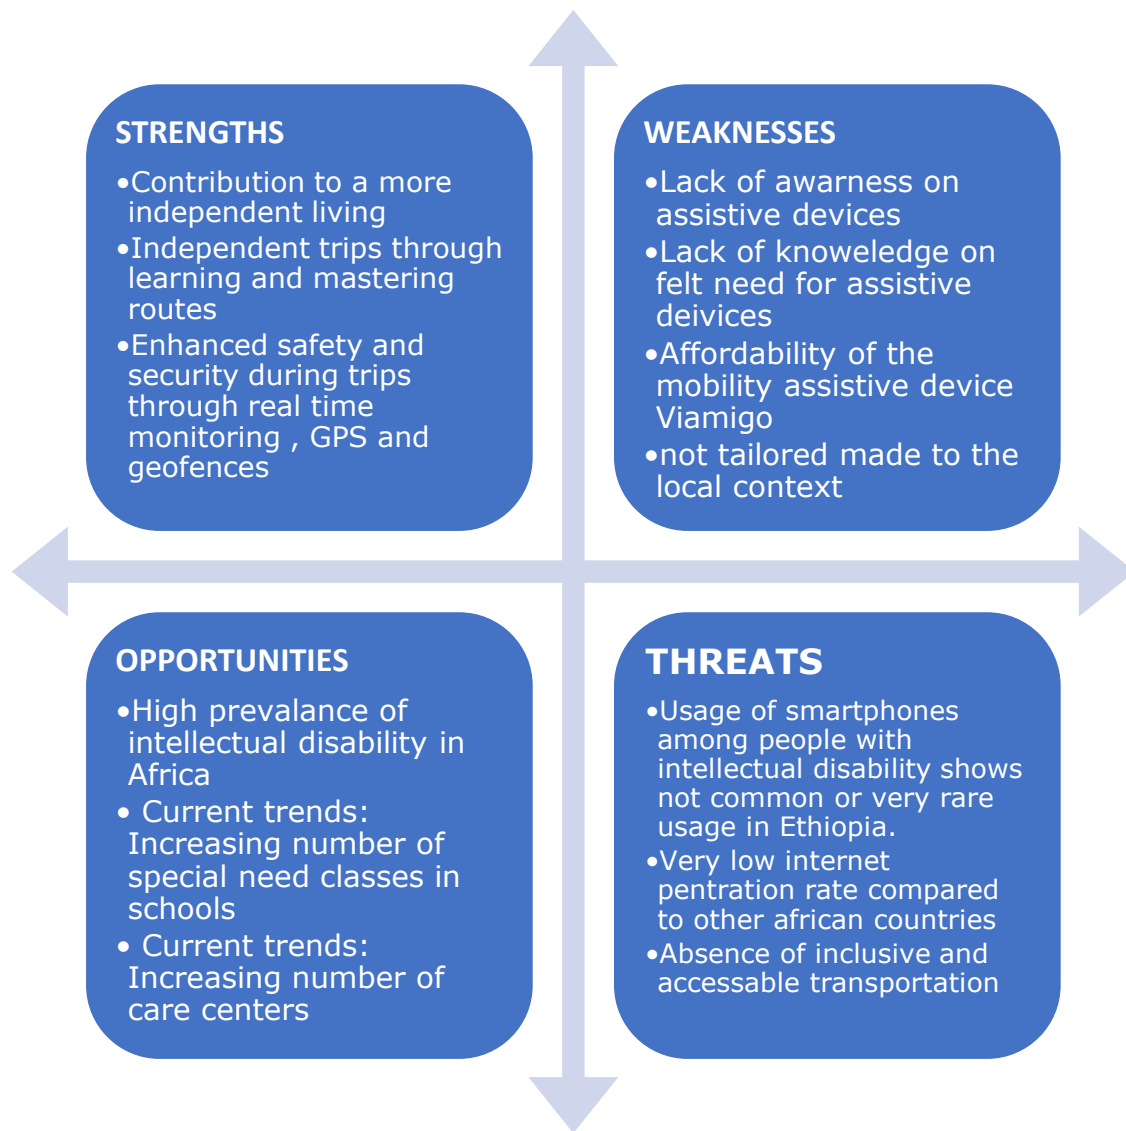 STRENGTHS
•Contribution to a more
independent living
•Independent trips through
learning and mastering
routes
•Enhanced safety and
security during trips
through real time
monitoring , GPS and
geofences
WEAKNESSES
•Lack of awarness on
assistive devices
•Lack of knoweledge on
felt need for assistive
deivices
•Affordability of the
mobility assistive device
Viamigo
•not tailored made to the
local context
OPPORTUNITIES
•High prevalance of
intellectual disability in
Africa
• Current trends:
Increasing number of
special need classes in
schools
• Current trends:
Increasing number of
care centers
THREATS
•Usage of smartphones
among people with
intellectual disability shows
not common or very rare
usage in Ethiopia.
•Very low internet
pentration rate compared
to other african countries
•Absence of inclusive and
accessable transportation